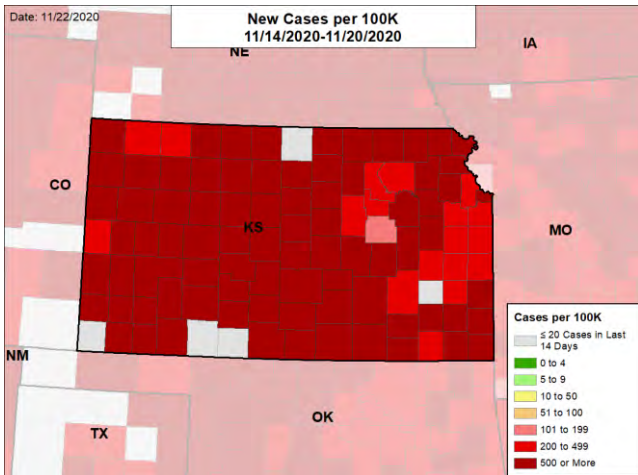 Date: 11/22/2020
New Cases per 100K
11/14/2020-11/20/2020
NE
IA
CO
KS
MO
NM
TX
OK
Cases per 100K
≤ 20 Cases in Last
14 Days
0 to 4
5 to 9
10 to 50
51 to 100
101 to 199
200 to 499
500 or More